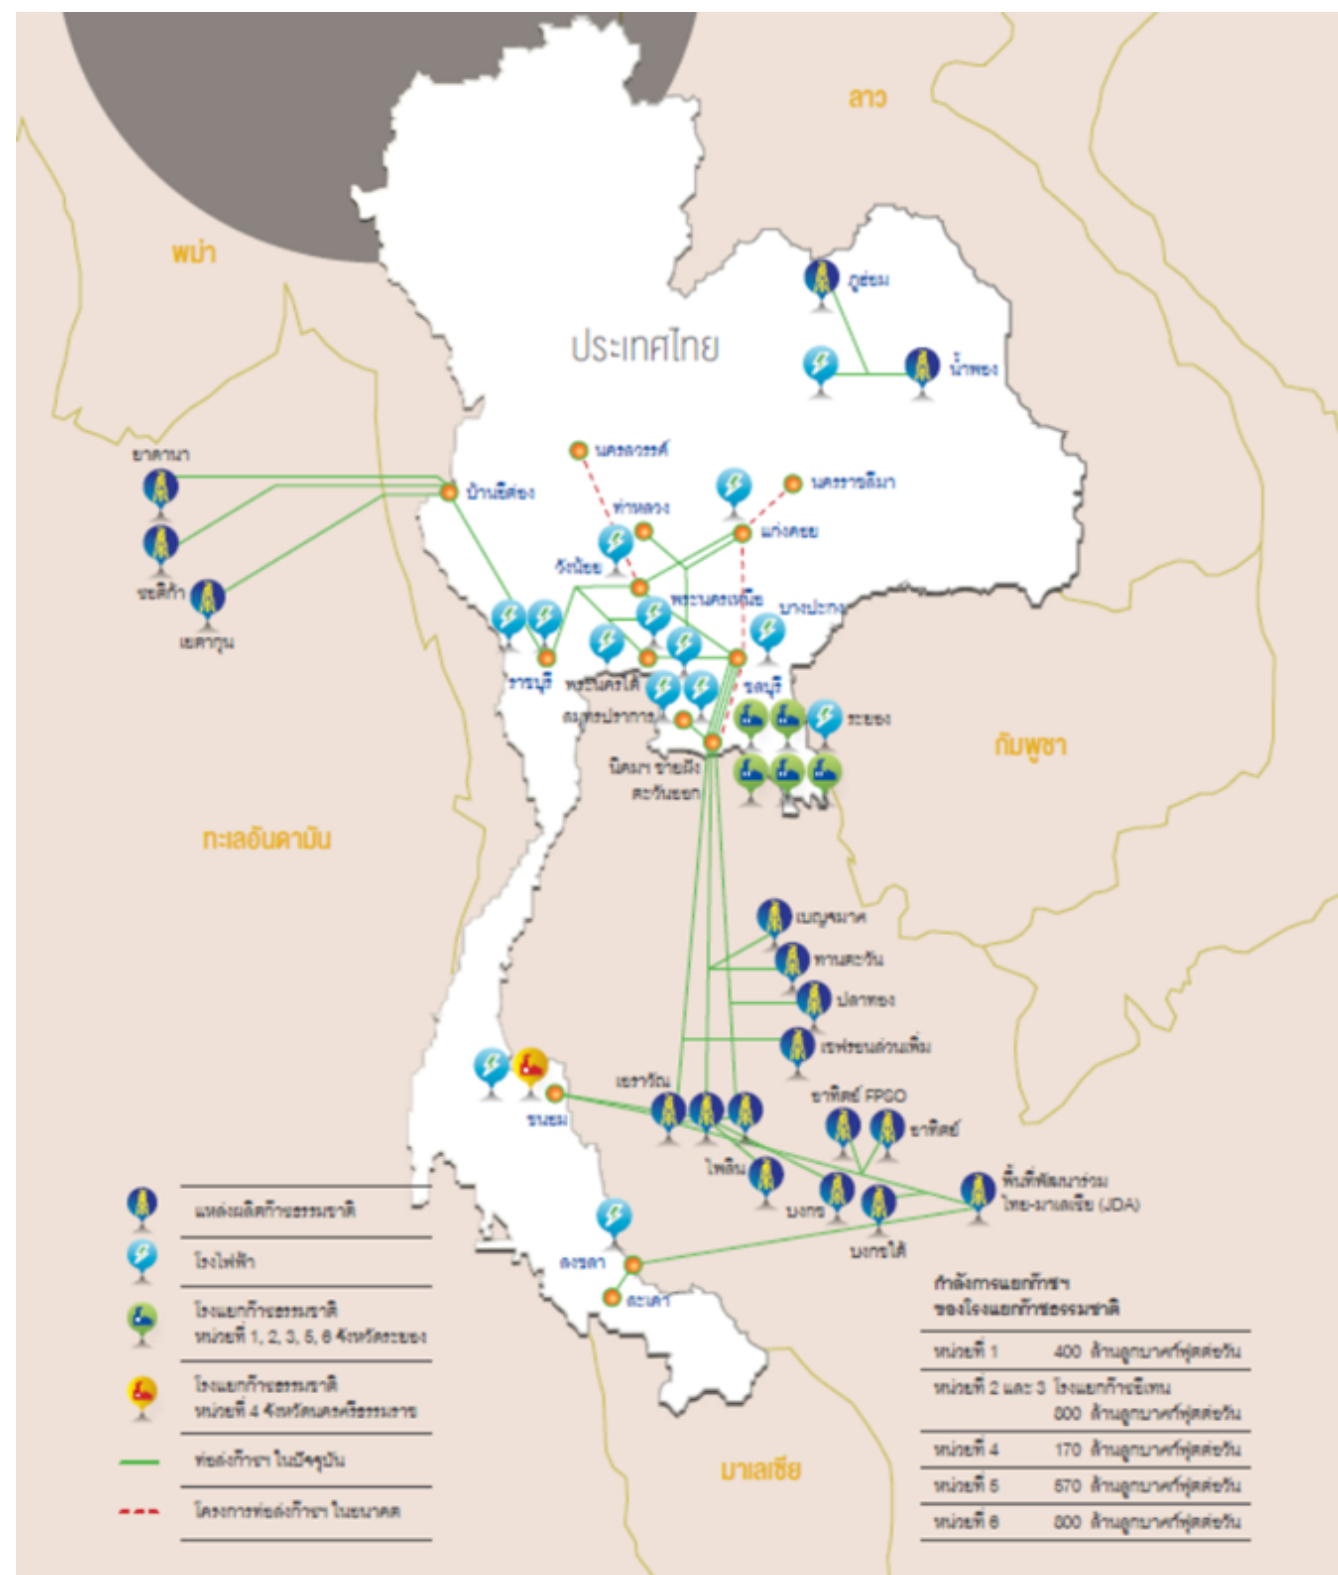 ลาว
พม่า
ภูฮ่อม
ประเทศไทย
น้ำพอง
นครสวรรค์
ยาดานา
นครราชสีมา
บ้านอีต่อง
ท่าหลวง
แก่งคอย
วังน้อย
ซอติก้า
พระนครเหนือ
บางปะกง
เยตากุน
ราชบุรี
พระนครใต้
ชลบุรี
สมุทรปราการ
ระยอง
กัมพูชา
นิคมฯ ชายฝั่ง
ตะวันออก
ทะเลอันดามัน
เบญจมาศ
ทานตะวัน
ปลาทอง
เชฟรอนส่วนเพิ่ม
เอราวัณ
อาทิตย์ FPSO
ขนอม
อาทิตย์
ไพลิน
พื้นที่พัฒนาร่วม
ไทย-มาเลเซีย (JDA)
บงกช
บงกชใต้
สงขลา
สะเดา
แหล่งผลิตก๊าซธรรมชาติ
โรงไฟฟ้า
โรงแยกก๊าซธรรมชาติ
หน่วยที่ 1, 2, 3, 5, 6 จังหวัดระยอง
โรงแยกก๊าซธรรมชาติ
หน่วยที่ 4 จังหวัดนครศรีธรรมราช
ท่อส่งก๊าซฯ ในปัจจุบัน
โครงการท่อส่งก๊าซฯ ในอนาคต
กำลังการแยกก๊าซฯ
ของโรงแยกก๊าซธรรมชาติ
หน่วยที่ 1 400 ล้านลูกบาศก์ฟุตต่อวัน
หน่วยที่ 2 และ 3 โรงแยกก๊าซอีเทน
800 ล้านลูกบาศก์ฟุตต่อวัน
หน่วยที่ 4 170 ล้านลูกบาศก์ฟุตต่อวัน
หน่วยที่ 5 570 ล้านลูกบาศก์ฟุตต่อวัน
หน่วยที่ 6 800 ล้านลูกบาศก์ฟุตต่อวัน
มาเลเซีย